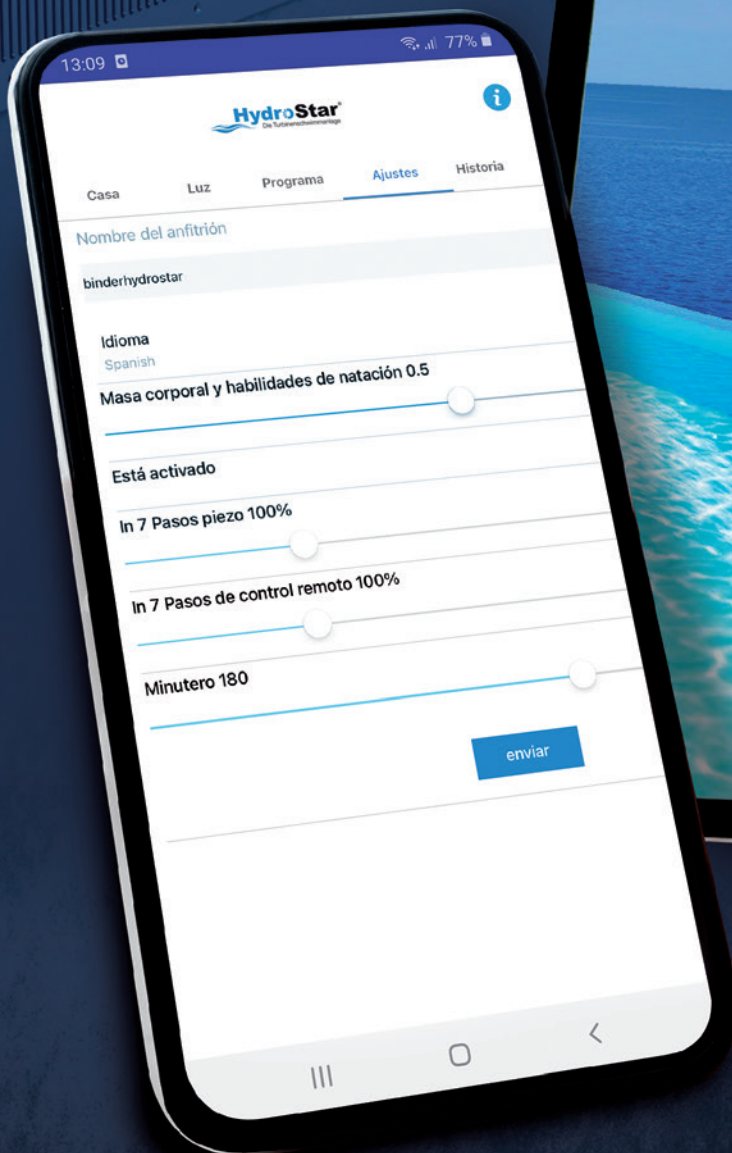 13:09
77%
HydroStar®
Die Turbinenschwimmanlage
i
Casa Luz Programa Ajustes Historia
Nombre del anfitrión
binderhydrostar
Idioma
Spanish
Masa corporal y habilidades de natación 0.5
Está activado
In 7 Pasos piezo 100%
In 7 Pasos de control remoto 100%
Minutero 180
enviar